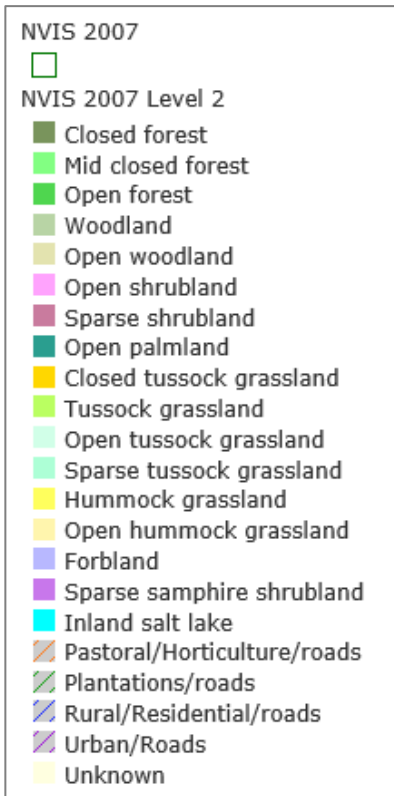 NVIS 2007
NVIS 2007 Level 2
Closed forest
Mid closed forest
Open forest
Woodland
Open woodland
Open shrubland
Sparse shrubland
Open palmland
Closed tussock grassland
Tussock grassland
Open tussock grassland
Sparse tussock grassland
Hummock grassland
Open hummock grassland
Forbland
Sparse samphire shrubland
Inland salt lake
Pastoral/Horticulture/roads
Plantations/roads
Rural/Residential/roads
Urban/Roads
Unknown